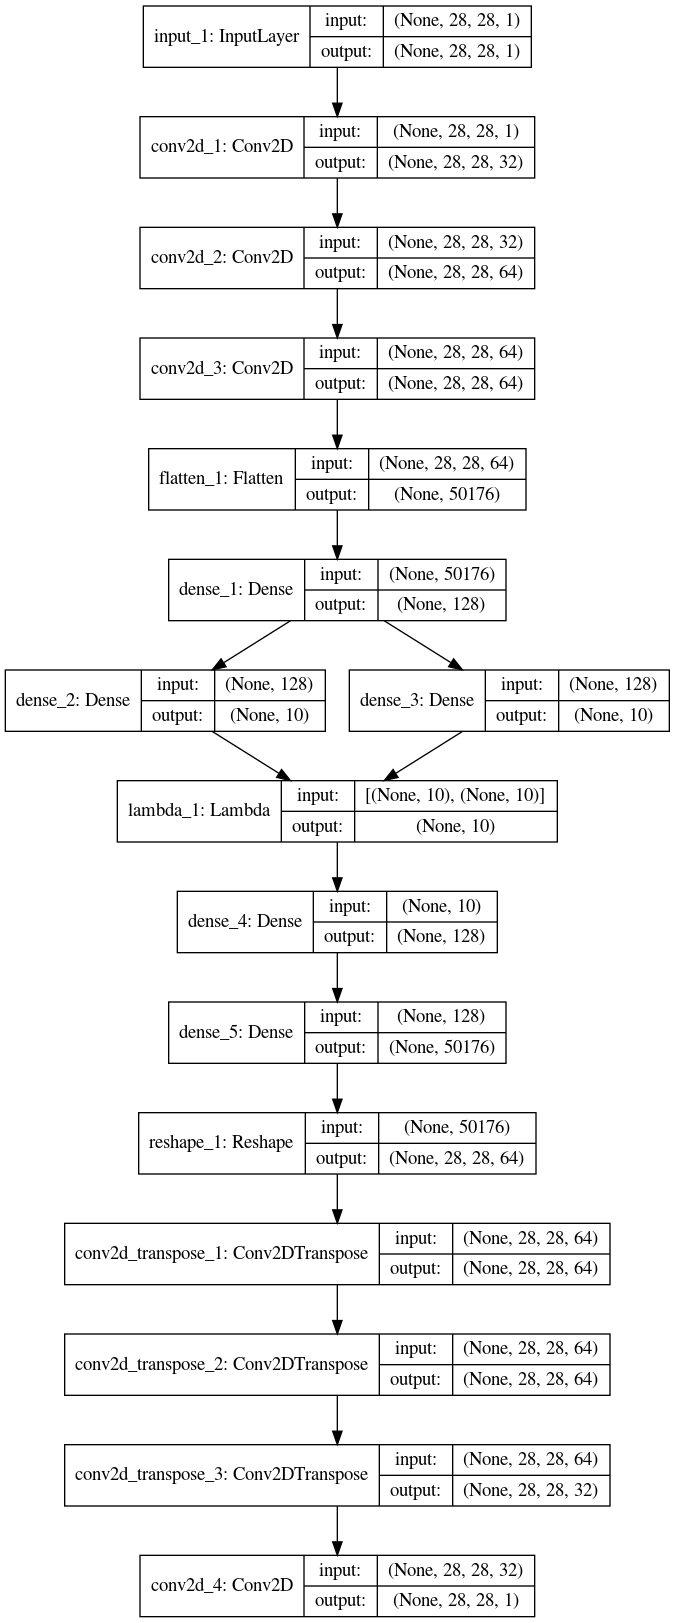 input_1: InputLayer
input: (None, 28, 28, 1)
output: (None, 28, 28, 1)
conv2d_1: Conv2D
input: (None, 28, 28, 1)
output: (None, 28, 28, 32)
conv2d_2: Conv2D
input: (None, 28, 28, 32)
output: (None, 28, 28, 64)
conv2d_3: Conv2D
input: (None, 28, 28, 64)
output: (None, 28, 28, 64)
flatten_1: Flatten
input: (None, 28, 28, 64)
output: (None, 50176)
dense_1: Dense
input: (None, 50176)
output: (None, 128)
dense_2: Dense
input: (None, 128)
output: (None, 10)
dense_3: Dense
input: (None, 128)
output: (None, 10)
lambda_1: Lambda
input: [(None, 10), (None, 10)]
output: (None, 10)
dense_4: Dense
input: (None, 10)
output: (None, 128)
dense_5: Dense
input: (None, 128)
output: (None, 50176)
reshape_1: Reshape
input: (None, 50176)
output: (None, 28, 28, 64)
conv2d_transpose_1: Conv2DTranspose
input: (None, 28, 28, 64)
output: (None, 28, 28, 64)
conv2d_transpose_2: Conv2DTranspose
input: (None, 28, 28, 64)
output: (None, 28, 28, 64)
conv2d_transpose_3: Conv2DTranspose
input: (None, 28, 28, 64)
output: (None, 28, 28, 32)
conv2d_4: Conv2D
input: (None, 28, 28, 32)
output: (None, 28, 28, 1)